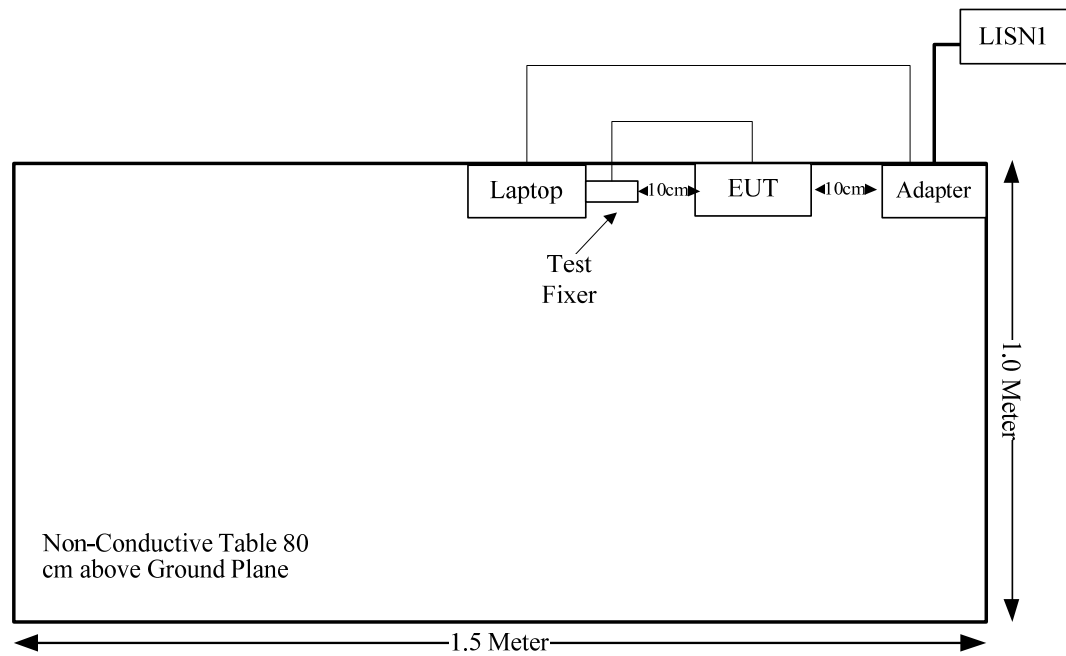 LISN1
Laptop
10cm
EUT
10cm
Adapter
Test
Fixer
1.0 Meter
Non-Conductive Table 80
cm above Ground Plane
1.5 Meter